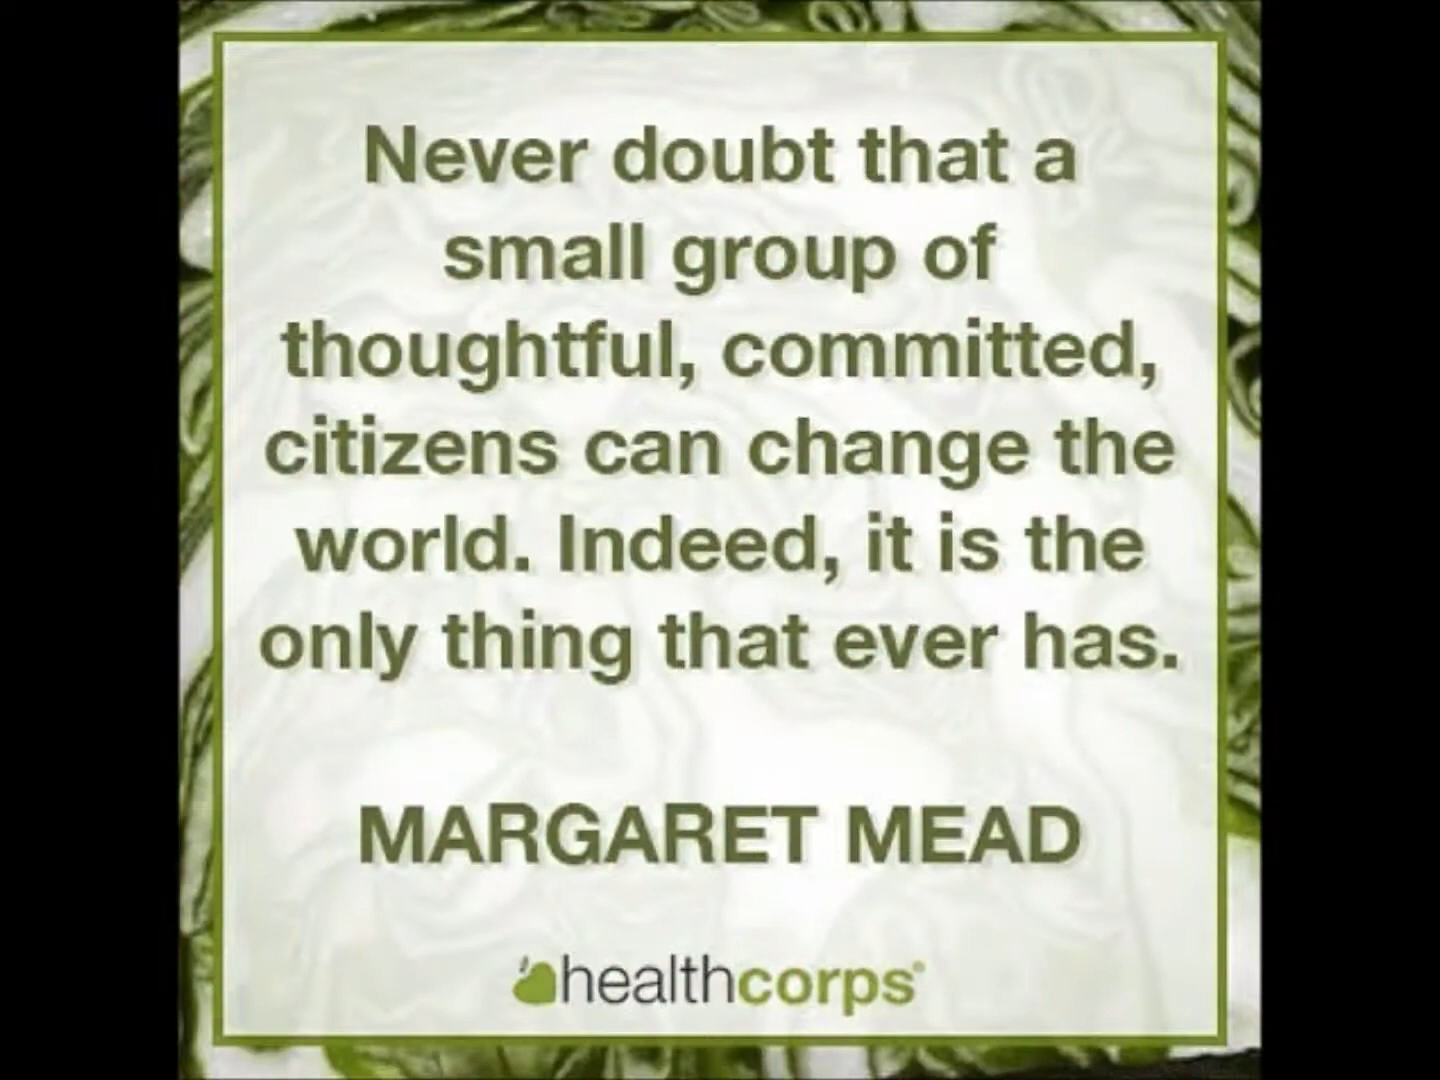 Never doubt that a
small group of
thoughtful, committed,
citizens can change the
world. Indeed, it is the
only thing that ever has.
MARGARET MEAD
healthcorps®